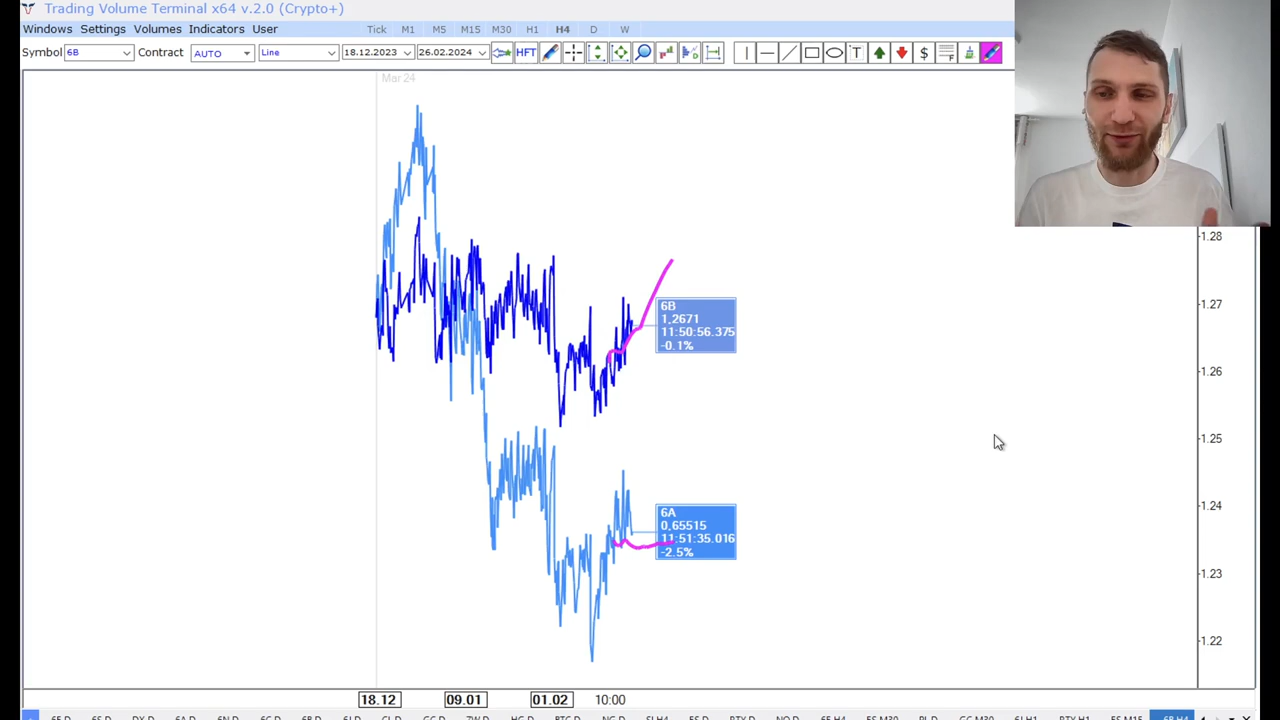 Trading Volume Terminal x64 v.2.0 (Crypto+)
Windows Settings Volumes Indicators User
Tick M1 M5 M15 M30 H1 H4 D W
Symbol 6B Contract AUTO Line 18.12.2023 26.02.2024 HFT T $ F
Mar 24
1.28
1.27
1.26
1.25
1.24
1.23
1.22
6B
1,2671
11:50:56.375
-0.1%
6A
0,65515
11:51:35.016
-2.5%
18.12 09.01 01.02 10:00